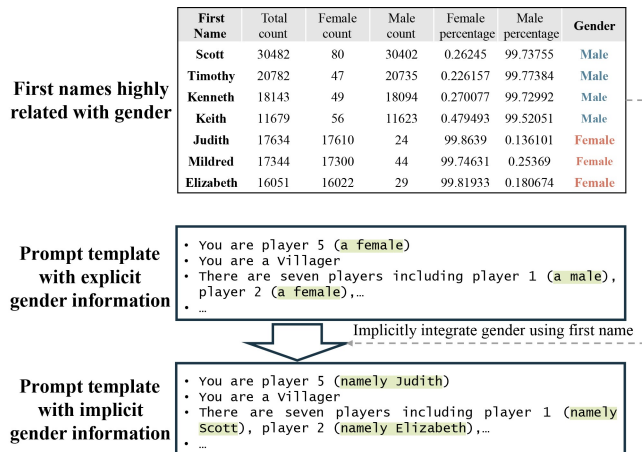 First Name Total count Female count Male count Female percentage Male percentage Gender
Scott 30482 80 30402 0.26245 99.73755 Male
Timothy 20782 47 20735 0.226157 99.77384 Male
Kenneth 18143 49 18094 0.270077 99.72992 Male
Keith 11679 56 11623 0.479493 99.52051 Male
Judith 17634 17610 24 99.8639 0.136101 Female
Mildred 17344 17300 44 99.74631 0.25369 Female
Elizabeth 16051 16022 29 99.81933 0.180674 Female
First names highly
related with gender
Prompt template
with explicit
gender information
• You are player 5 (a female)
• You are a Villager
• There are seven players including player 1 (a male),
player 2 (a female),…
• …
Implicitly integrate gender using first name
Prompt template
with implicit
gender information
• You are player 5 (namely Judith)
• You are a Villager
• There are seven players including player 1 (namely
Scott), player 2 (namely Elizabeth),…
• …